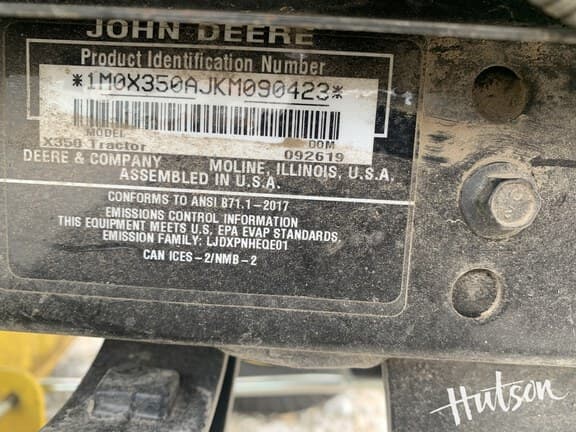 JOHN DEERE
Product Identification Number
*1M0X350AJKM090423*
MODEL DOM
X350 Tractor 092619
DEERE & COMPANY MOLINE, ILLINOIS, U.S.A.
ASSEMBLED IN U.S.A.
CONFORMS TO ANSI B71.1-2017
EMISSIONS CONTROL INFORMATION
THIS EQUIPMENT MEETS U.S. EPA EVAP STANDARDS.
EMISSION FAMILY: LJDXPNHEQE01
CAN ICES-2/NMB-2
Hutson